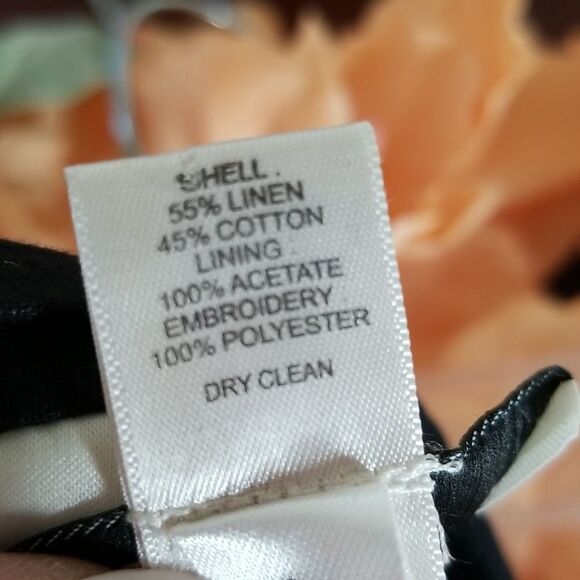 SHELL.
55% LINEN
45% COTTON
LINING
100% ACETATE
EMBROIDERY
100% POLYESTER
DRY CLEAN